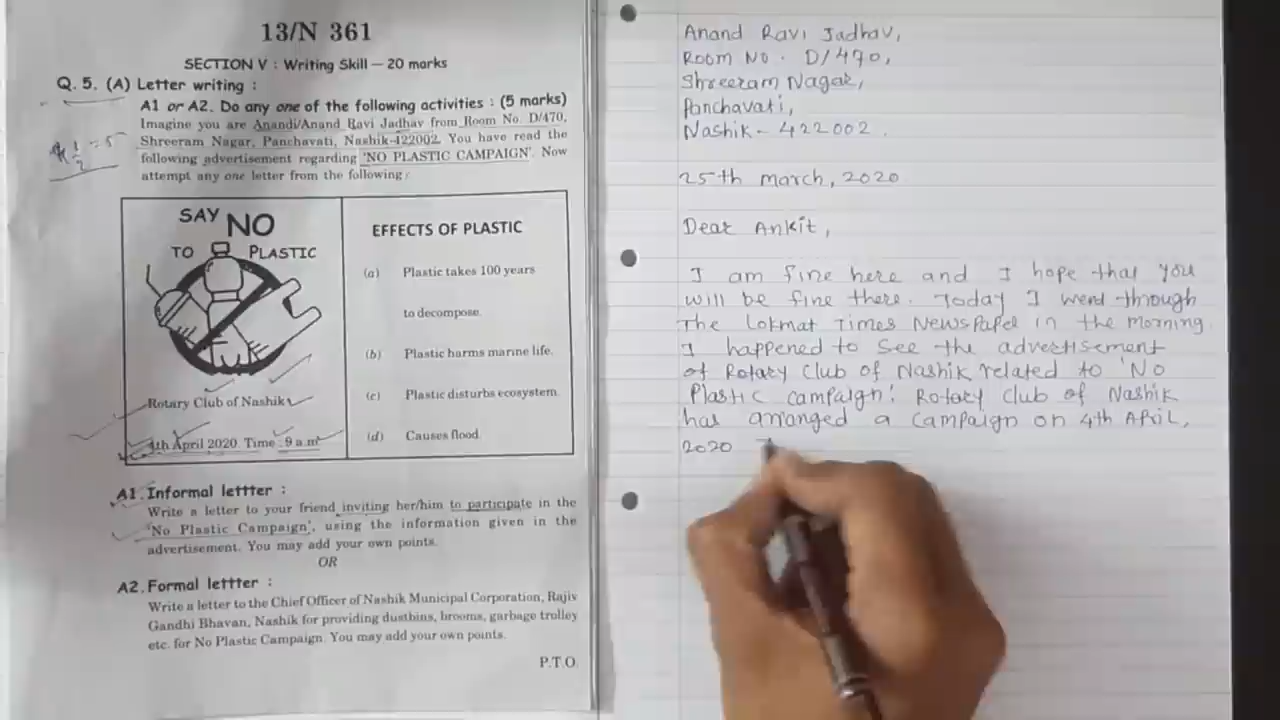 13/N 361
SECTION V : Writing Skill – 20 marks
Q. 5. (A) Letter writing :
A1 or A2. Do any one of the following activities : (5 marks)
Imagine you are Anandi/Anand Ravi Jadhav from Room No. D/470,
Shreeram Nagar, Panchavati, Nashik-422002. You have read the
following advertisement regarding 'NO PLASTIC CAMPAIGN'. Now
attempt any one letter from the following :
SAY NO
TO PLASTIC
Rotary Club of Nashik
4th April 2020 Time : 9 a.m
EFFECTS OF PLASTIC
(a) Plastic takes 100 years
to decompose.
(b) Plastic harms marine life.
(c) Plastic disturbs ecosystem.
(d) Causes flood.
A1. Informal lettter :
Write a letter to your friend inviting her/him to participate in the
'No Plastic Campaign', using the information given in the
advertisement. You may add your own points.
OR
A2. Formal lettter :
Write a letter to the Chief Officer of Nashik Municipal Corporation, Rajiv
Gandhi Bhavan, Nashik for providing dustbins, brooms, garbage trolley
etc. for No Plastic Campaign. You may add your own points.
P.T.O.
Anand Ravi Jadhav,
Room No. D/470,
Shreeram Nagar,
Panchavati,
Nashik - 422002.
25th march, 2020
Dear Ankit,
I am fine here and I hope that you
will be fine there. Today I went through
The Lokmat Times Newspaper in the morning.
I happened to see the advertisement
of Rotary Club of Nashik related to 'No
Plastic campaign'. Rotary Club of Nashik
has arranged a campaign on 4th April,
2020